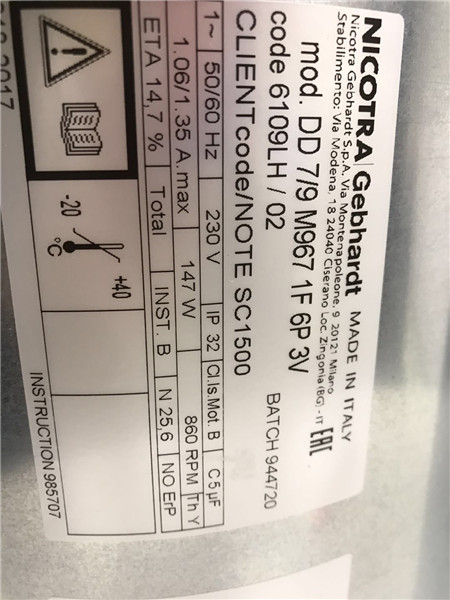 NICOTRA Gebhardt MADE IN ITALY
Nicotra Gebhardt S.p.A. Via Montenapoleone, 9 20121 Milano
Stabilimento: Via Modena, 18 24040 Ciserano Loc. Zingonia (BG) - IT
EAC
mod. DD 7/9 M967 1F 6P 3V
code 6109LH / 02 BATCH 944720
CLIENTcode/NOTE SC1500
1~ 50/60 Hz 230 V IP 32 Cl.Is.Mot. B C 5 µF
1.06/1.35 A.max 147 W 860 RPM Th Y
ETA 14,7 % Total INST. B N 25,6 NO ErP
-20 °C +40
INSTRUCTION 985707
2017